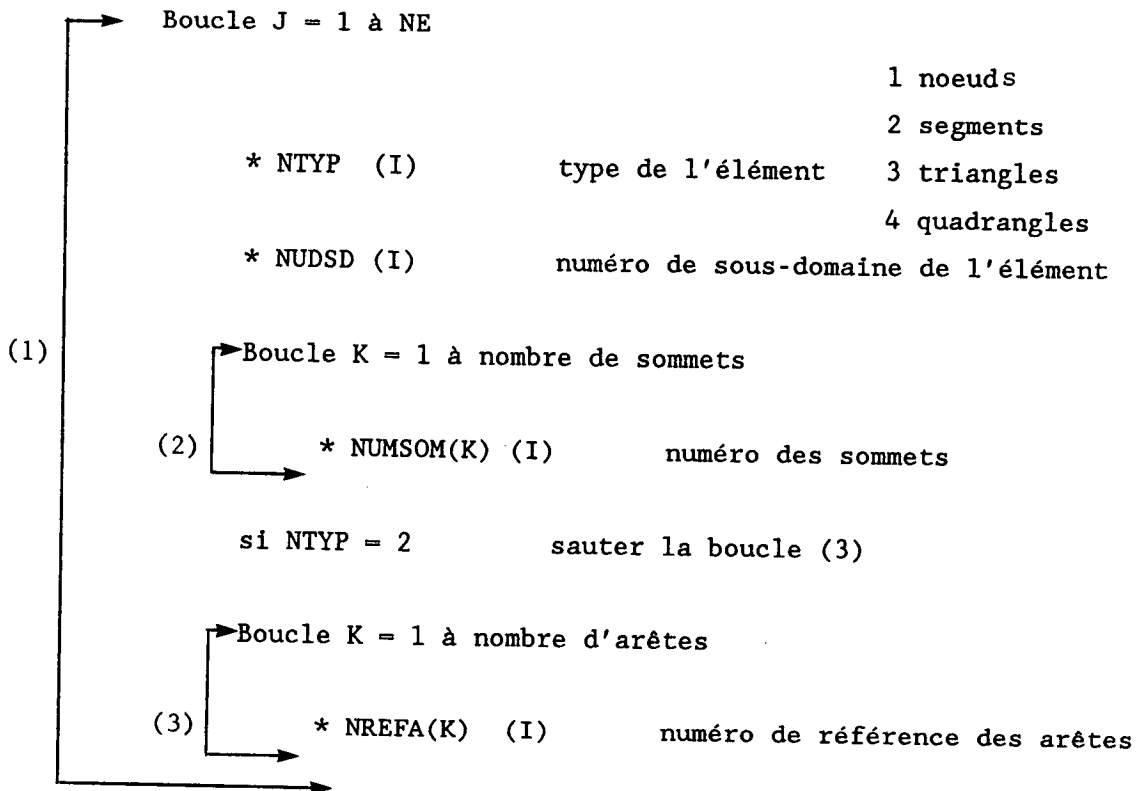 Boucle J = 1 à NE
1 noeuds
2 segments
* NTYP (I) type de l'élément 3 triangles
4 quadrangles
* NUDSD (I) numéro de sous-domaine de l'élément
(1)
Boucle K = 1 à nombre de sommets
(2) * NUMSOM(K) (I) numéro des sommets
si NTYP = 2 sauter la boucle (3)
Boucle K = 1 à nombre d'arêtes
(3) * NREFA(K) (I) numéro de référence des arêtes